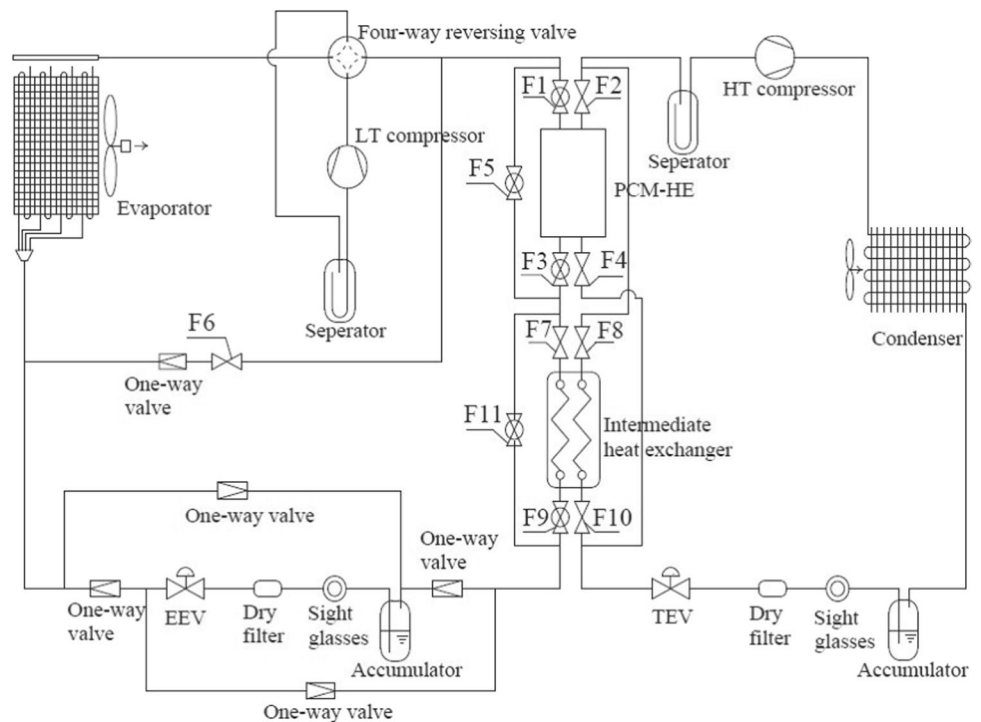 Four-way reversing valve
F1
F2
HT compressor
LT compressor
Seperator
F5
PCM-HE
Evaporator
F3
F4
Seperator
F6
F7
F8
Condenser
One-way
valve
F11
Intermediate
heat exchanger
One-way valve
F9
F10
One-way
valve
One-way
valve
EEV
Dry
filter
Sight
glasses
Accumulator
TEV
Dry
filter
Sight
glasses
Accumulator
One-way valve